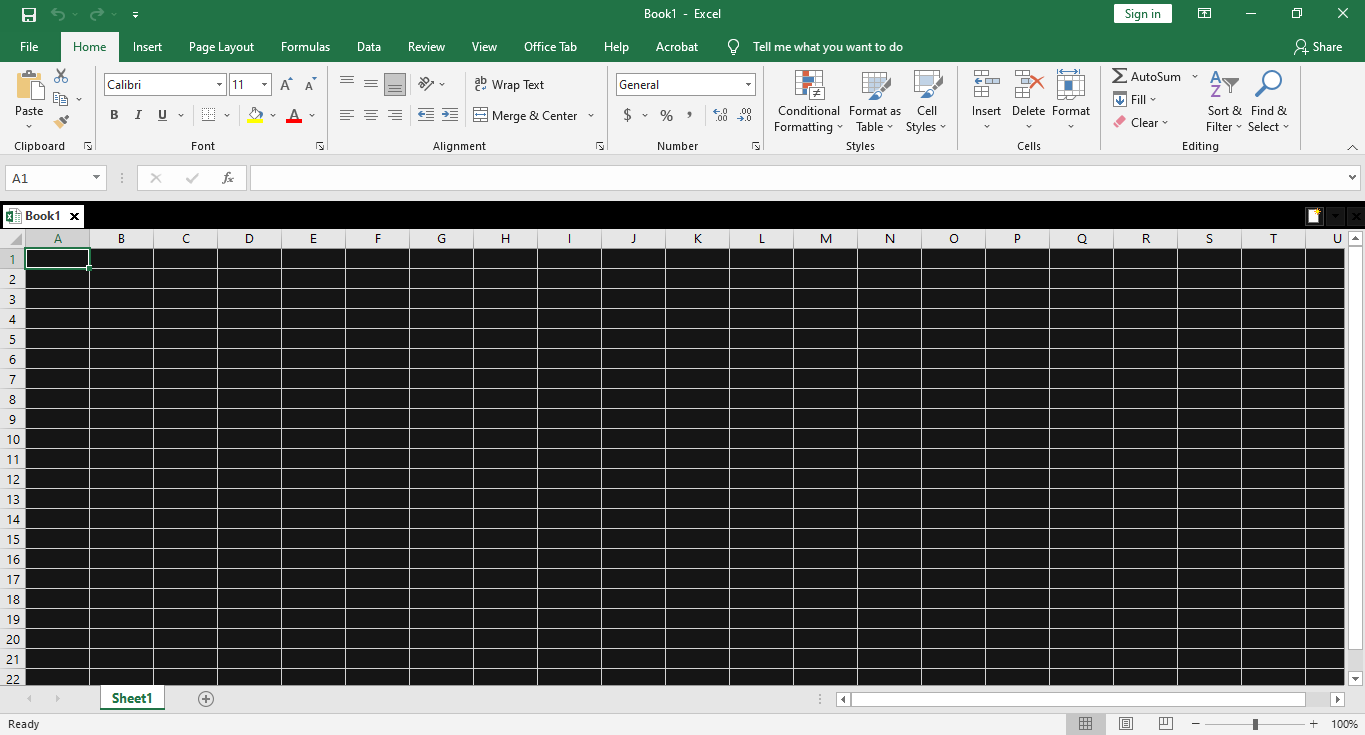 Book1 - Excel
Sign in
File Home Insert Page Layout Formulas Data Review View Office Tab Help Acrobat Tell me what you want to do Share
Paste
Clipboard
Calibri 11 A A
B I U A
Font
ab Wrap Text
Merge & Center
Alignment
General
$ % ,
Number
Conditional Formatting
Format as Table
Cell Styles
Styles
Insert Delete Format
Cells
AutoSum
Fill
Clear
Sort & Filter
Find & Select
Editing
A1 fx
Book1
A B C D E F G H I J K L M N O P Q R S T U
1
2
3
4
5
6
7
8
9
10
11
12
13
14
15
16
17
18
19
20
21
22
Sheet1
Ready 100%